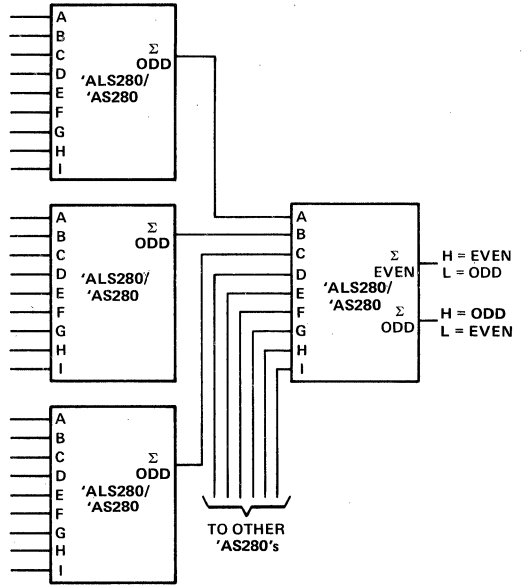 A
B
C
D
E
F
G
H
I
Σ
ODD
'ALS280/
'AS280
A
B
C
D
E
F
G
H
I
Σ
ODD
'ALS280/
'AS280
A
B
C
D
E
F
G
H
I
Σ
ODD
'ALS280/
'AS280
A
B
C
D
E
F
G
H
I
Σ
EVEN
'ALS280/
'AS280
Σ
ODD
H = EVEN
L = ODD
H = ODD
L = EVEN
TO OTHER
'AS280's